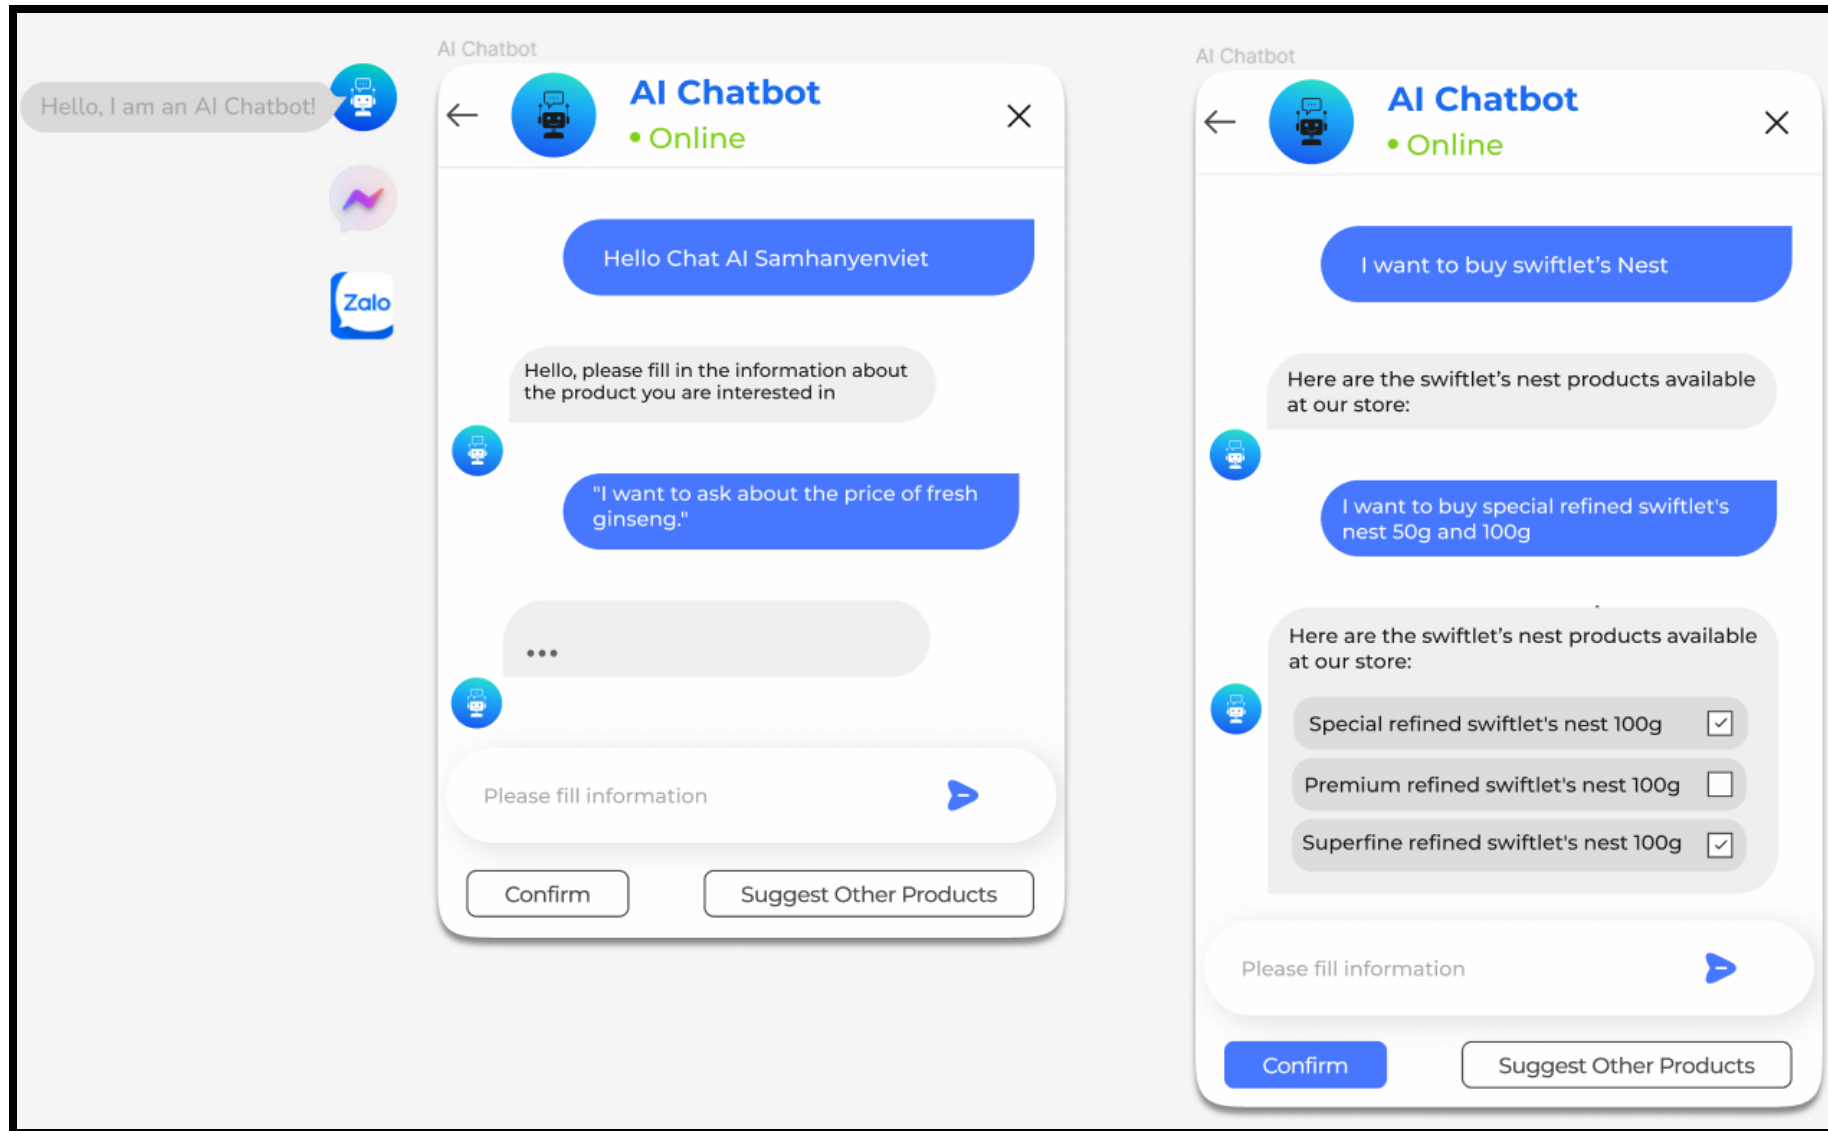 Hello, I am an AI Chatbot!
Zalo
AI Chatbot
AI Chatbot
• Online
Hello Chat AI Samhanyenviet
Hello, please fill in the information about
the product you are interested in
"I want to ask about the price of fresh
ginseng."
...
Please fill information
Confirm
Suggest Other Products
AI Chatbot
AI Chatbot
• Online
I want to buy swiftlet’s Nest
Here are the swiftlet’s nest products available
at our store:
I want to buy special refined swiftlet's
nest 50g and 100g
Here are the swiftlet’s nest products available
at our store:
Special refined swiftlet's nest 100g
Premium refined swiftlet's nest 100g
Superfine refined swiftlet's nest 100g
Please fill information
Confirm
Suggest Other Products